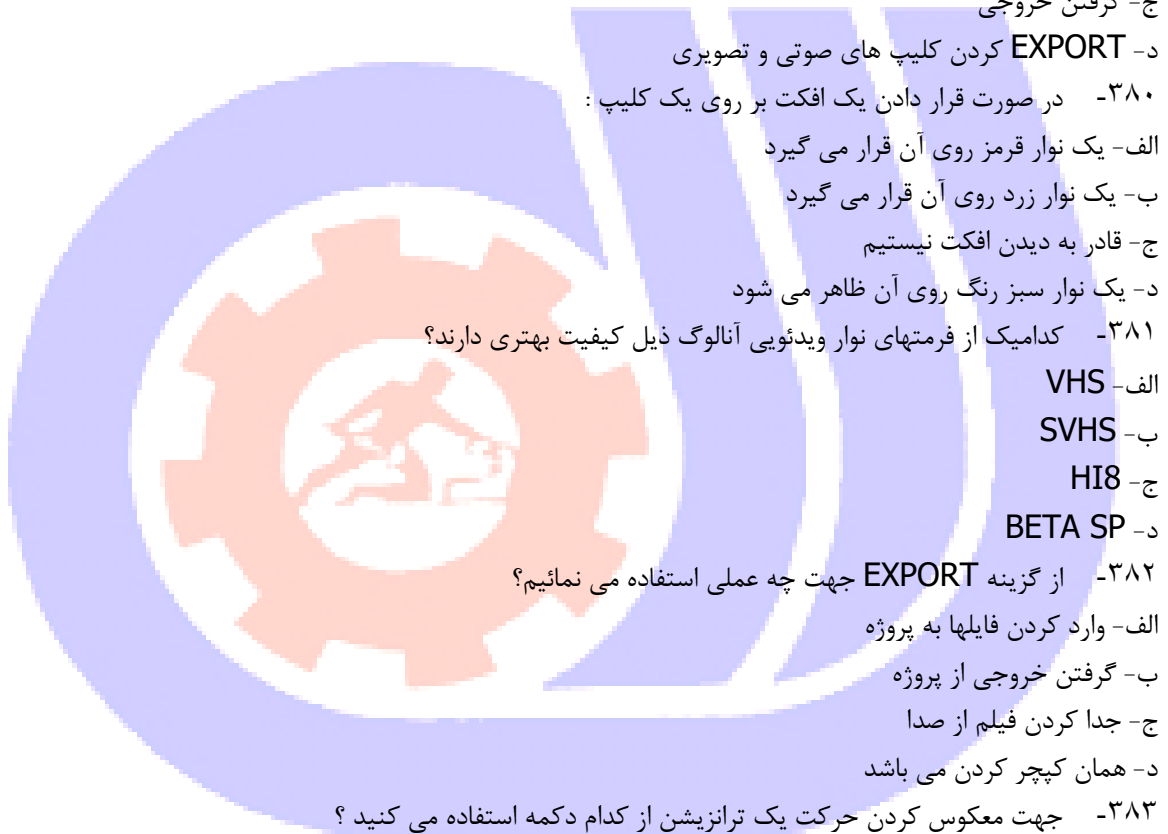 ج- گرفتن خروجی
د- EXPORT کردن کلیپ های صوتی و تصویری
۳۸۰- در صورت قرار دادن یک افکت بر روی یک کلیپ :
الف- یک نوار قرمز روی آن قرار می گیرد
ب- یک نوار زرد روی آن قرار می گیرد
ج- قادر به دیدن افکت نیستیم
د- یک نوار سبز رنگ روی آن ظاهر می شود
۳۸۱- کدامیک از فرمتهای نوار ویدئویی آنالوگ ذیل کیفیت بهتری دارند؟
الف- VHS
ب- SVHS
ج- HI8
د- BETA SP
۳۸۲- از گزینه EXPORT جهت چه عملی استفاده می نمائیم؟
الف- وارد کردن فایلها به پروژه
ب- گرفتن خروجی از پروژه
ج- جدا کردن فیلم از صدا
د- همان کپچر کردن می باشد
۳۸۳- جهت معکوس کردن حرکت یک ترانزیشن از کدام دکمه استفاده می کنید ؟